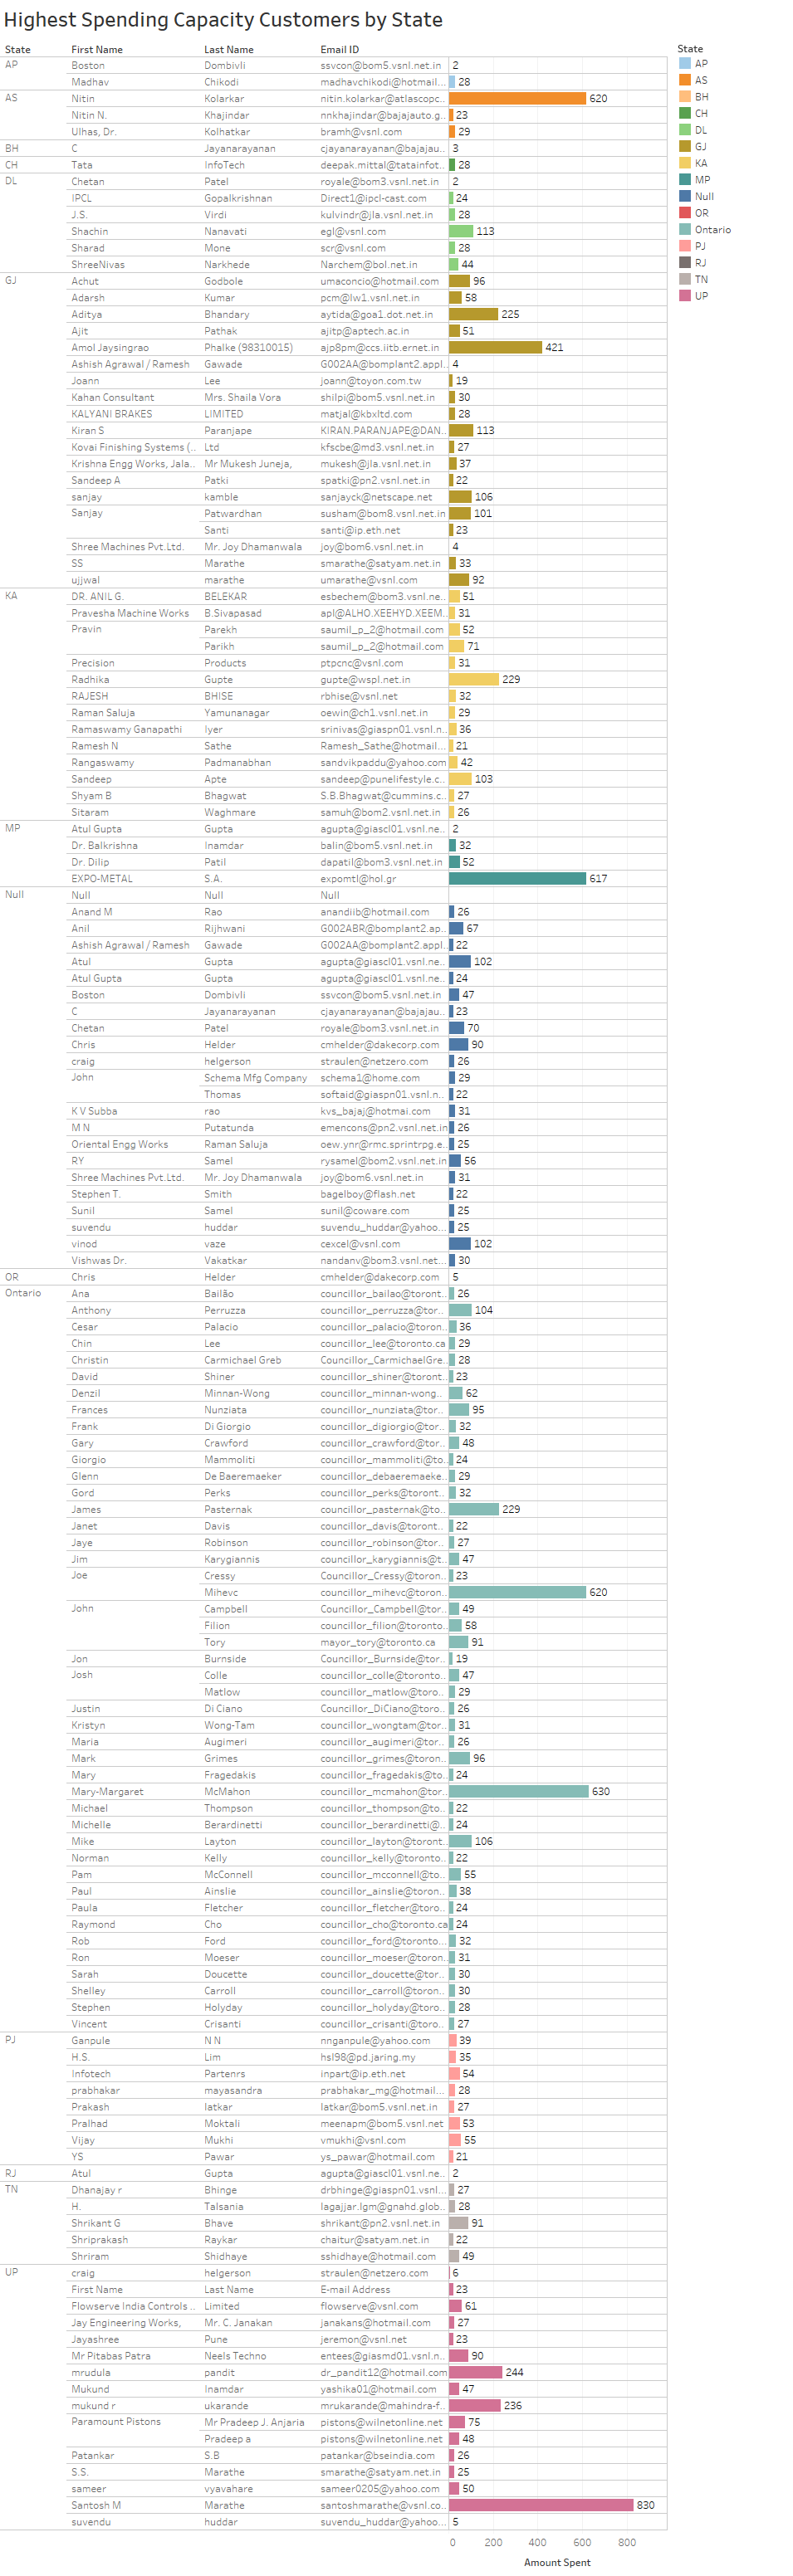 Highest Spending Capacity Customers by State
State First Name Last Name Email ID
AP Boston Dombivli ssvcon@bom5.vsnl.net.in 2
Madhav Chikodi madhavchikodi@hotmail... 28
AS Nitin Kolarkar nitin.kolarkar@atlascopc.. 620
Nitin N. Khajindar nnkhajindar@bajajauto.g.. 23
Ulhas, Dr. Kolhatkar bramh@vsnl.com 29
BH C Jayanarayanan cjayanarayanan@bajajau.. 3
CH Tata InfoTech deepak.mittal@tatainfot.. 28
DL Chetan Patel royale@bom3.vsnl.net.in 2
IPCL Gopalkrishnan Direct1@ipcl-cast.com 24
J.S. Virdi kulvindr@jla.vsnl.net.in 28
Shachin Nanavati egl@vsnl.com 113
Sharad Mone scr@vsnl.com 28
ShreeNivas Narkhede Narchem@bol.net.in 44
GJ Achut Godbole umaconcio@hotmail.com 96
Adarsh Kumar pcm@lw1.vsnl.net.in 58
Aditya Bhandary aytida@goa1.dot.net.in 225
Ajit Pathak ajitp@aptech.ac.in 51
Amol Jaysingrao Phalke (98310015) ajp8pm@ccs.iitb.ernet.in 421
Ashish Agrawal / Ramesh Gawade G002AA@bomplant2.appl.. 4
Joann Lee joann@toyon.com.tw 19
Kahan Consultant Mrs. Shaila Vora shilpi@bom5.vsnl.net.in 30
KALYANI BRAKES LIMITED matjal@kbxltd.com 28
Kiran S Paranjape KIRAN.PARANJAPE@DAN.. 113
Kovai Finishing Systems (.. Ltd kfscbe@md3.vsnl.net.in 27
Krishna Engg Works, Jala.. Mr Mukesh Juneja, mukesh@jla.vsnl.net.in 37
Sandeep A Patki spatki@pn2.vsnl.net.in 22
sanjay kamble sanjayck@netscape.net 106
Sanjay Patwardhan susham@bom8.vsnl.net.in 101
Santi santi@ip.eth.net 23
Shree Machines Pvt.Ltd. Mr. Joy Dhamanwala joy@bom6.vsnl.net.in 4
SS Marathe smarathe@satyam.net.in 33
ujjwal marathe umarathe@vsnl.com 92
KA DR. ANIL G. BELEKAR esbechem@bom3.vsnl.ne.. 51
Pravesha Machine Works B.Sivapasad apl@ALHO.XEEHYD.XEEM.. 31
Pravin Parekh saumil_p_2@hotmail.com 52
Parikh saumil_p_2@hotmail.com 71
Precision Products ptpcnc@vsnl.com 31
Radhika Gupte gupte@wspl.net.in 229
RAJESH BHISE rbhise@vsnl.net 32
Raman Saluja Yamunanagar oewin@ch1.vsnl.net.in 29
Ramaswamy Ganapathi Iyer srinivas@giaspn01.vsnl.n.. 36
Ramesh N Sathe Ramesh_Sathe@hotmail... 21
Rangaswamy Padmanabhan sandvikpaddu@yahoo.com 42
Sandeep Apte sandeep@punelifestyle.c.. 103
Shyam B Bhagwat S.B.Bhagwat@cummins.c.. 27
Sitaram Waghmare samuh@bom2.vsnl.net.in 26
MP Atul Gupta Gupta agupta@giascl01.vsnl.ne.. 2
Dr. Balkrishna Inamdar balin@bom5.vsnl.net.in 32
Dr. Dilip Patil dapatil@bom3.vsnl.net.in 52
EXPO-METAL S.A. expomtl@hol.gr 617
Null Null Null Null
Anand M Rao anandiib@hotmail.com 26
Anil Rijhwani G002ABR@bomplant2.ap.. 67
Ashish Agrawal / Ramesh Gawade G002AA@bomplant2.appl.. 22
Atul Gupta agupta@giascl01.vsnl.ne.. 102
Atul Gupta Gupta agupta@giascl01.vsnl.ne.. 24
Boston Dombivli ssvcon@bom5.vsnl.net.in 47
C Jayanarayanan cjayanarayanan@bajajau.. 23
Chetan Patel royale@bom3.vsnl.net.in 70
Chris Helder cmhelder@dakecorp.com 90
craig helgerson straulen@netzero.com 26
John Schema Mfg Company schema1@home.com 29
Thomas softaid@giaspn01.vsnl.n.. 22
K V Subba rao kvs_bajaj@hotmai.com 31
M N Putatunda emencons@pn2.vsnl.net.in 26
Oriental Engg Works Raman Saluja oew.ynr@rmc.sprintrpg.e.. 25
RY Samel rysamel@bom2.vsnl.net.in 56
Shree Machines Pvt.Ltd. Mr. Joy Dhamanwala joy@bom6.vsnl.net.in 31
Stephen T. Smith bagelboy@flash.net 22
Sunil Samel sunil@coware.com 25
suvendu huddar suvendu_huddar@yahoo... 25
vinod vaze cexcel@vsnl.com 102
Vishwas Dr. Vakatkar nandanv@bom3.vsnl.net... 30
OR Chris Helder cmhelder@dakecorp.com 5
Ontario Ana Bailão councillor_bailao@toront.. 26
Anthony Perruzza councillor_perruzza@tor.. 104
Cesar Palacio councillor_palacio@toron.. 36
Chin Lee councillor_lee@toronto.ca 29
Christin Carmichael Greb Councillor_CarmichaelGre.. 28
David Shiner councillor_shiner@toront.. 23
Denzil Minnan-Wong councillor_minnan-wong.. 62
Frances Nunziata councillor_nunziata@tor.. 95
Frank Di Giorgio councillor_digiorgio@tor.. 32
Gary Crawford councillor_crawford@tor.. 48
Giorgio Mammoliti councillor_mammoliti@to.. 24
Glenn De Baeremaeker councillor_debaeremaeke.. 29
Gord Perks councillor_perks@toront.. 32
James Pasternak councillor_pasternak@to.. 229
Janet Davis councillor_davis@toront.. 22
Jaye Robinson councillor_robinson@tor.. 27
Jim Karygiannis councillor_karygiannis@t.. 47
Joe Cressy Councillor_Cressy@toron.. 23
Mihevc councillor_mihevc@toron.. 620
John Campbell Councillor_Campbell@tor.. 49
Filion councillor_filion@toronto.. 58
Tory mayor_tory@toronto.ca 91
Jon Burnside Councillor_Burnside@tor.. 19
Josh Colle councillor_colle@toronto.. 47
Matlow councillor_matlow@toro.. 29
Justin Di Ciano Councillor_DiCiano@toro.. 26
Kristyn Wong-Tam councillor_wongtam@tor.. 31
Maria Augimeri councillor_augimeri@tor.. 26
Mark Grimes councillor_grimes@toron.. 96
Mary Fragedakis councillor_fragedakis@to.. 24
Mary-Margaret McMahon councillor_mcmahon@tor.. 630
Michael Thompson councillor_thompson@to.. 22
Michelle Berardinetti councillor_berardinetti@.. 24
Mike Layton councillor_layton@toront.. 106
Norman Kelly councillor_kelly@toronto.. 22
Pam McConnell councillor_mcconnell@to.. 55
Paul Ainslie councillor_ainslie@toron.. 38
Paula Fletcher councillor_fletcher@toro.. 24
Raymond Cho councillor_cho@toronto.ca 24
Rob Ford councillor_ford@toronto... 32
Ron Moeser councillor_moeser@toron.. 31
Sarah Doucette councillor_doucette@tor.. 30
Shelley Carroll councillor_carroll@toron.. 30
Stephen Holyday councillor_holyday@toro.. 28
Vincent Crisanti councillor_crisanti@toro.. 27
PJ Ganpule N N nnganpule@yahoo.com 39
H.S. Lim hsl98@pd.jaring.my 35
Infotech Partenrs inpart@ip.eth.net 54
prabhakar mayasandra prabhakar_mg@hotmail... 28
Prakash latkar latkar@bom5.vsnl.net.in 27
Pralhad Moktali meenapm@bom5.vsnl.net 53
Vijay Mukhi vmukhi@vsnl.com 55
YS Pawar ys_pawar@hotmail.com 21
RJ Atul Gupta agupta@giascl01.vsnl.ne.. 2
TN Dhanajay r Bhinge drbhinge@giaspn01.vsnl... 27
H. Talsania lagajjar.lgm@gnahd.glob.. 28
Shrikant G Bhave shrikant@pn2.vsnl.net.in 91
Shriprakash Raykar chaitur@satyam.net.in 22
Shriram Shidhaye sshidhaye@hotmail.com 49
UP craig helgerson straulen@netzero.com 6
First Name Last Name E-mail Address 23
Flowserve India Controls .. Limited flowserve@vsnl.com 61
Jay Engineering Works, Mr. C. Janakan janakans@hotmail.com 27
Jayashree Pune jeremon@vsnl.net 23
Mr Pitabas Patra Neels Techno entees@giasmd01.vsnl.n.. 90
mrudula pandit dr_pandit12@hotmail.com 244
Mukund Inamdar yashika01@hotmail.com 47
mukund r ukarande mrukarande@mahindra-f.. 236
Paramount Pistons Mr Pradeep J. Anjaria pistons@wilnetonline.net 75
Pradeep a pistons@wilnetonline.net 48
Patankar S.B patankar@bseindia.com 26
S.S. Marathe smarathe@satyam.net.in 25
sameer vyavahare sameer0205@yahoo.com 50
Santosh M Marathe santoshmarathe@vsnl.co.. 830
suvendu huddar suvendu_huddar@yahoo... 5
0 200 400 600 800
Amount Spent
State
AP
AS
BH
CH
DL
GJ
KA
MP
Null
OR
Ontario
PJ
RJ
TN
UP